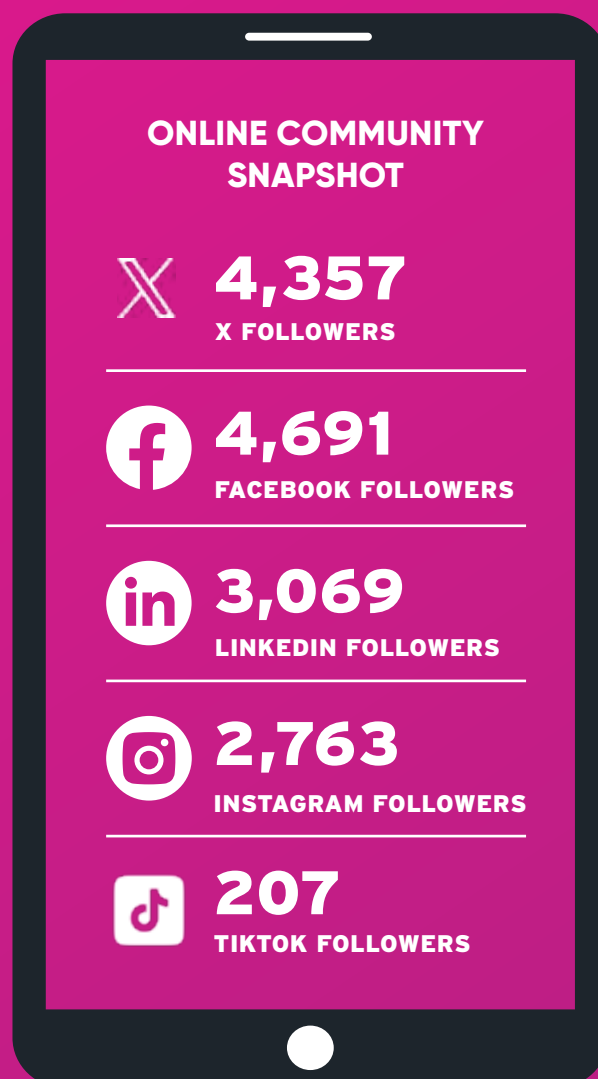 ONLINE COMMUNITY
SNAPSHOT
4,357
X FOLLOWERS
4,691
FACEBOOK FOLLOWERS
in
3,069
LINKEDIN FOLLOWERS
2,763
INSTAGRAM FOLLOWERS
207
TIKTOK FOLLOWERS